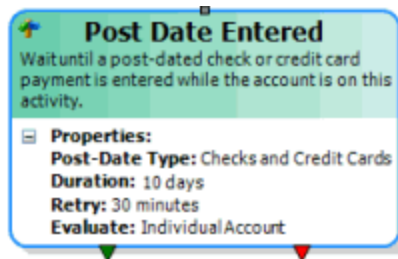 Post Date Entered
Wait until a post-dated check or credit card
payment is entered while the account is on this
activity.
Properties:
Post-Date Type: Checks and Credit Cards
Duration: 10 days
Retry: 30 minutes
Evaluate: Individual Account